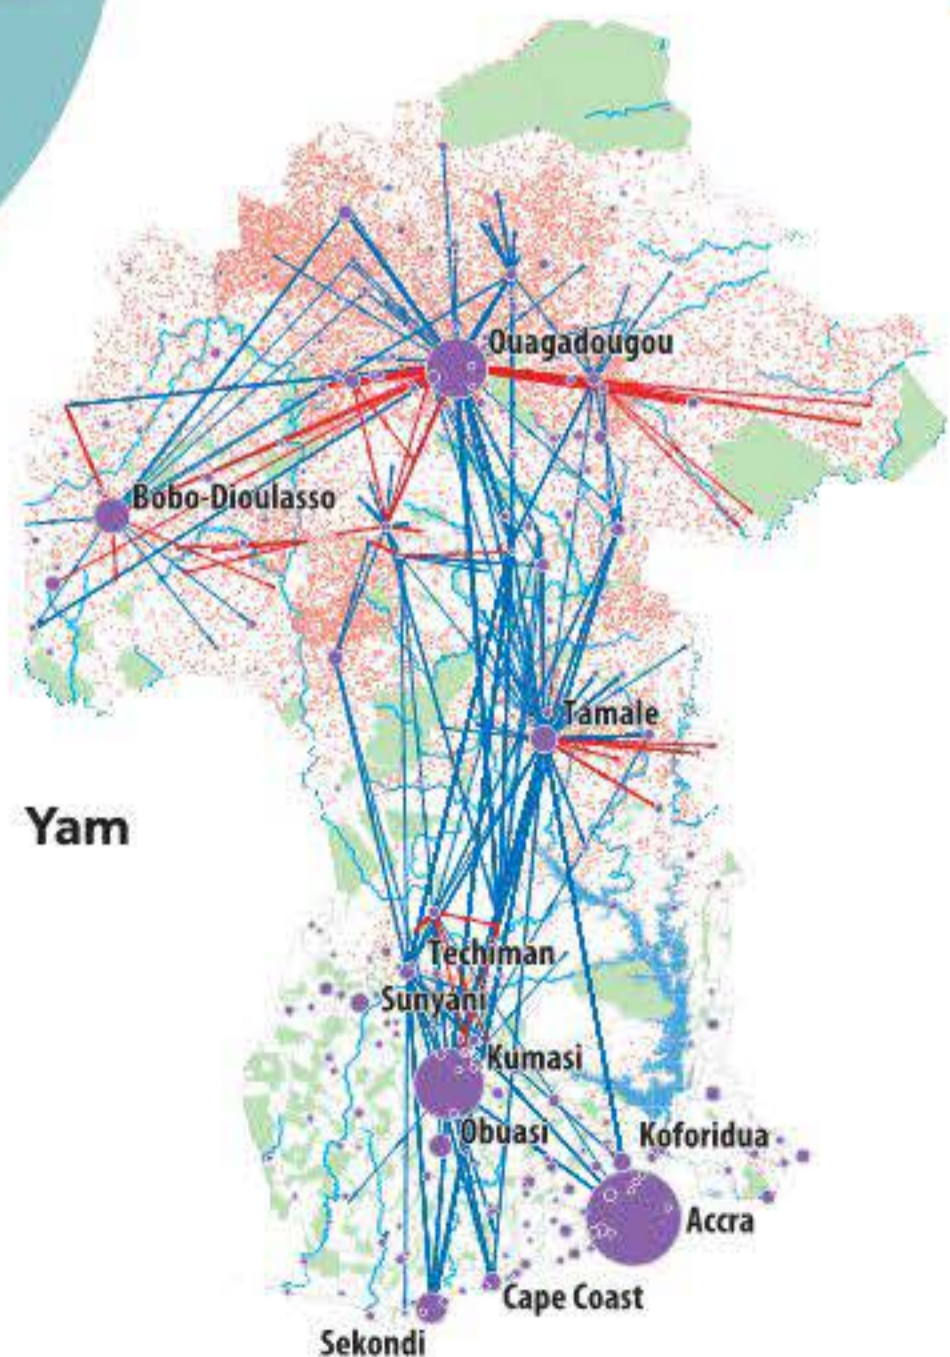 Ouagadougou
Bobo-Dioulasso
Tamale
Yam
Techiman
Sunyani
Kumasi
Obuasi
Koforidua
Accra
Cape Coast
Sekondi